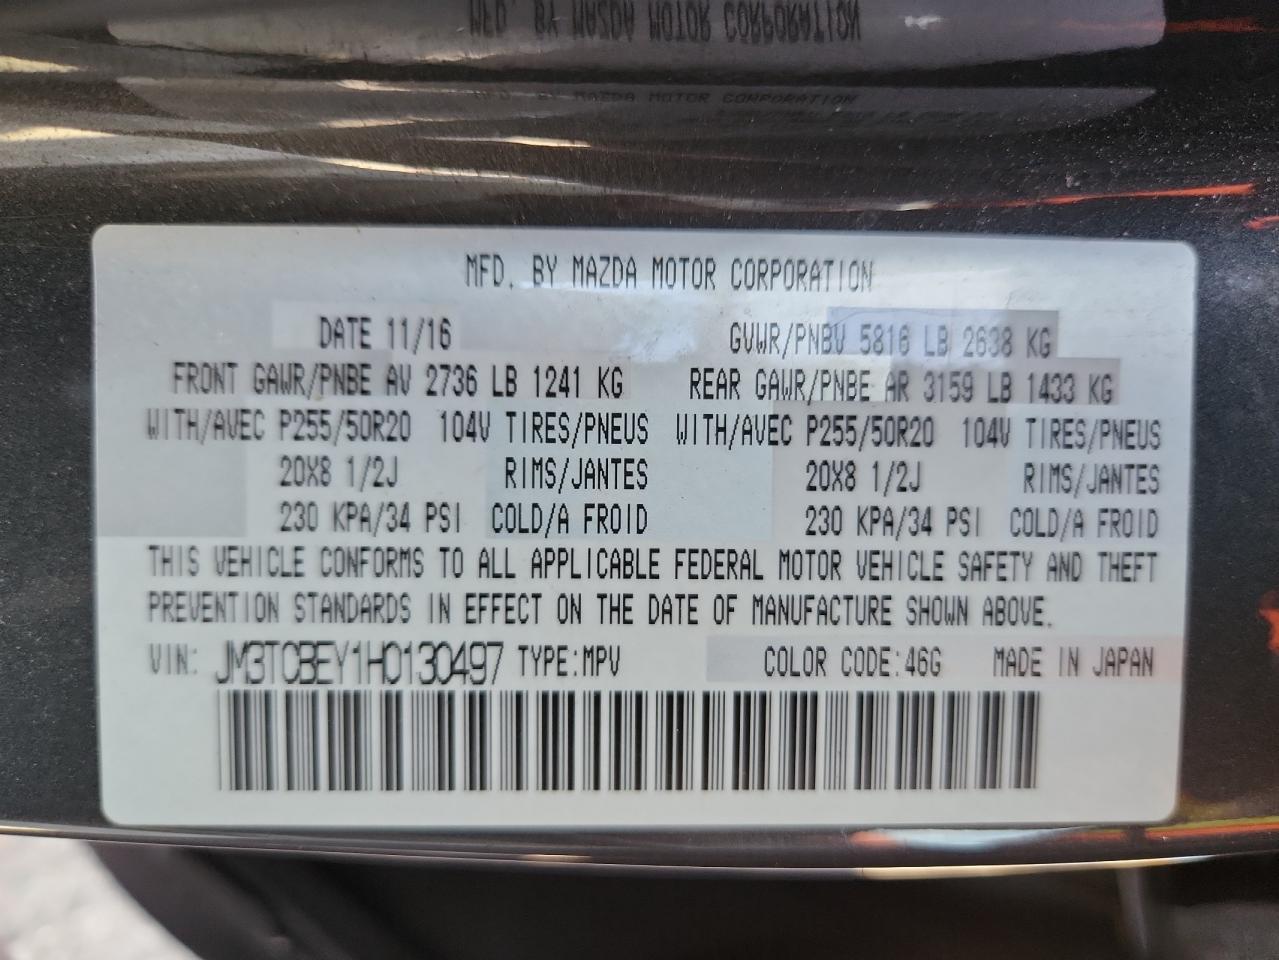 MFD. BY MAZDA MOTOR CORPORATION
MFD. BY MAZDA MOTOR CORPORATION
MFD. BY MAZDA MOTOR CORPORATION
DATE 11/16 GVWR/PNBV 5816 LB 2638 KG
FRONT GAWR/PNBE AV 2736 LB 1241 KG REAR GAWR/PNBE AR 3159 LB 1433 KG
WITH/AVEC P255/50R20 104V TIRES/PNEUS WITH/AVEC P255/50R20 104V TIRES/PNEUS
20X8 1/2J RIMS/JANTES 20X8 1/2J RIMS/JANTES
230 KPA/34 PSI COLD/A FROID 230 KPA/34 PSI COLD/A FROID
THIS VEHICLE CONFORMS TO ALL APPLICABLE FEDERAL MOTOR VEHICLE SAFETY AND THEFT
PREVENTION STANDARDS IN EFFECT ON THE DATE OF MANUFACTURE SHOWN ABOVE.
VIN: JM3TCBEY1H0130497 TYPE:MPV COLOR CODE:46G MADE IN JAPAN